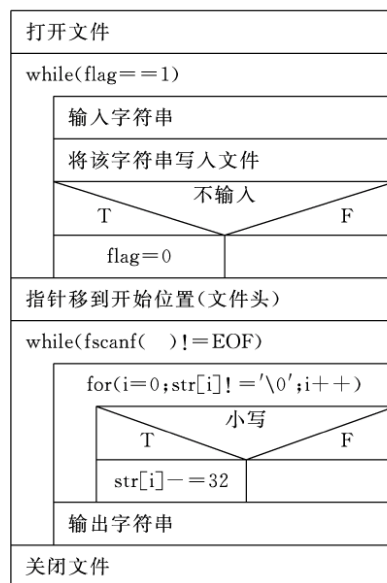 打开文件
while(flag==1)
输入字符串
将该字符串写入文件
不输入
T F
flag=0
指针移到开始位置(文件头)
while(fscanf( )!=EOF)
for(i=0;str[i]!='\0';i++)
小写
T F
str[i]-=32
输出字符串
关闭文件